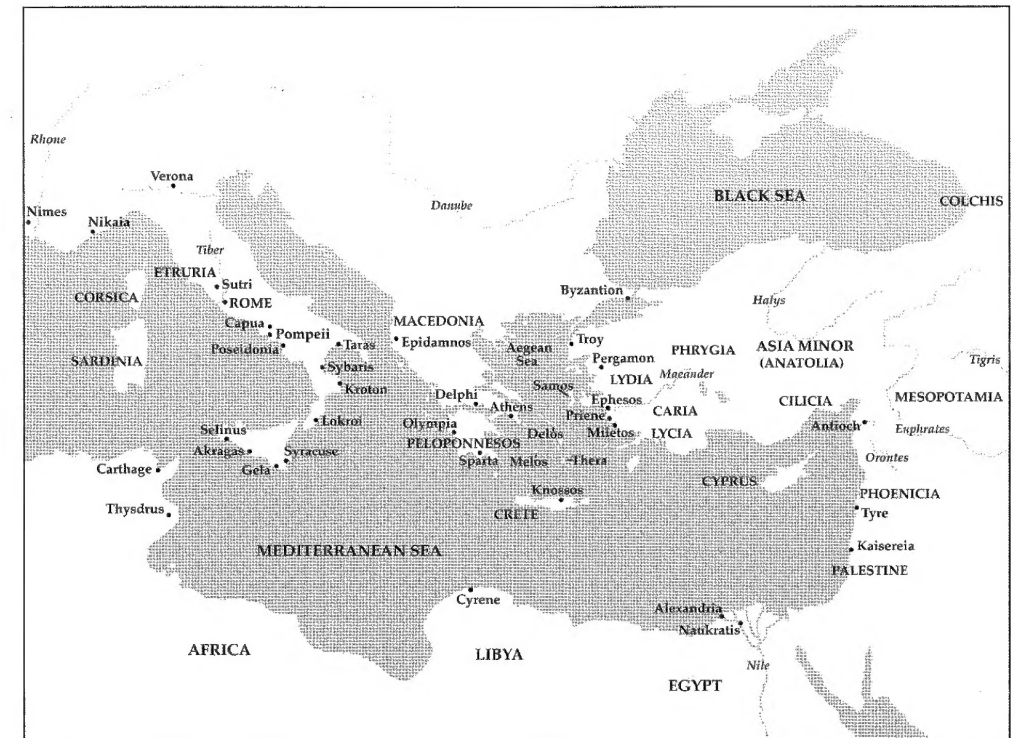 Rhone
Verona
Danube
BLACK SEA
COLCHIS
Nimes
Nikaia
Tiber
ETRURIA
Sutri
CORSICA
ROME
Byzantion
Halys
Capua
Pompeii
MACEDONIA
Epidamnos
Poseidonia
Taras
Aegean
Sea
Troy
PHRYGIA
ASIA MINOR
(ANATOLIA)
Tigris
SARDINIA
Sybaris
Pergamon
LYDIA
Maeander
Kroton
Samos
Delphi
Athens
Ephesos
CILICIA
MESOPOTAMIA
Lokroi
Olympia
Priene
CARIA
Antioch
Euphrates
Selinus
PELOPONNESOS
Delos
Miletos
LYCIA
Akragas
Syracuse
Sparta
Melos
Thera
Orontes
Carthage
Gela
CYPRUS
Knossos
PHOENICIA
Thysdrus
CRETE
Tyre
MEDITERRANEAN SEA
Kaisereia
PALESTINE
Cyrene
Alexandria
Naukratis
AFRICA
LIBYA
Nile
EGYPT